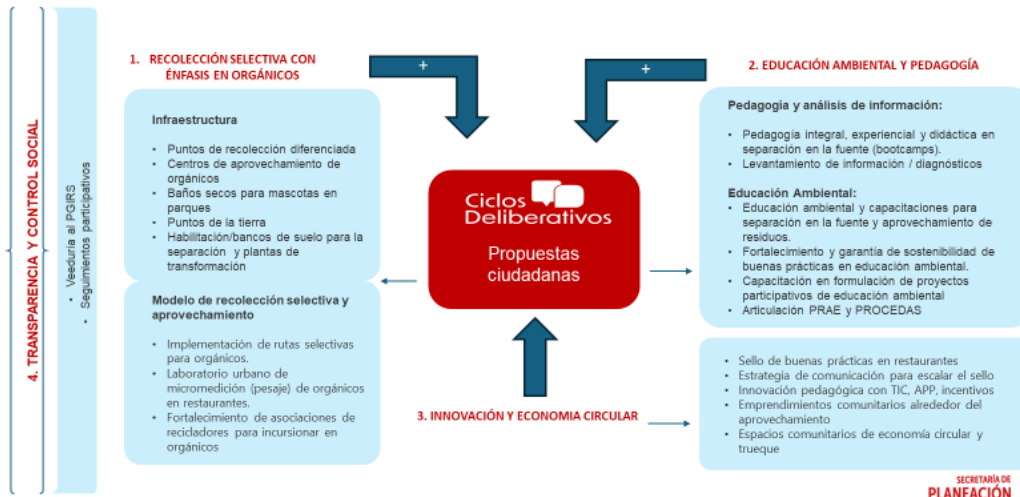 4. TRANSPARENCIA Y CONTROL SOCIAL
• Veeduría al PGIRS
• Seguimientos participativos
1. RECOLECCIÓN SELECTIVA CON
ÉNFASIS EN ORGÁNICOS
Infraestructura
• Puntos de recolección diferenciada
• Centros de aprovechamiento de
orgánicos
• Baños secos para mascotas en
parques
• Puntos de la tierra
• Habilitación/bancos de suelo para la
separación y plantas de
transformación
Modelo de recolección selectiva y
aprovechamiento
• Implementación de rutas selectivas
para orgánicos.
• Laboratorio urbano de
micromedición (pesaje) de orgánicos
en restaurantes.
• Fortalecimiento de asociaciones de
recicladores para incursionar en
orgánicos
+
+
Ciclos
Deliberativos
Propuestas
ciudadanas
3. INNOVACIÓN Y ECONOMIA CIRCULAR
2. EDUCACIÓN AMBIENTAL Y PEDAGOGÍA
Pedagogía y análisis de información:
• Pedagogía integral, experiencial y didáctica en
separación en la fuente (bootcamps).
• Levantamiento de información / diagnósticos
Educación Ambiental:
• Educación ambiental y capacitaciones para
separación en la fuente y aprovechamiento de
residuos.
• Fortalecimiento y garantía de sostenibilidad de
buenas prácticas en educación ambiental.
• Capacitación en formulación de proyectos
participativos de educación ambiental
• Articulación PRAE y PROCEDAS
• Sello de buenas prácticas en restaurantes
• Estrategia de comunicación para escalar el sello
• Innovación pedagógica con TIC, APP, incentivos
• Emprendimientos comunitarios alrededor del
aprovechamiento
• Espacios comunitarios de economía circular y
trueque
SECRETARÍA DE
PLANEACIÓN